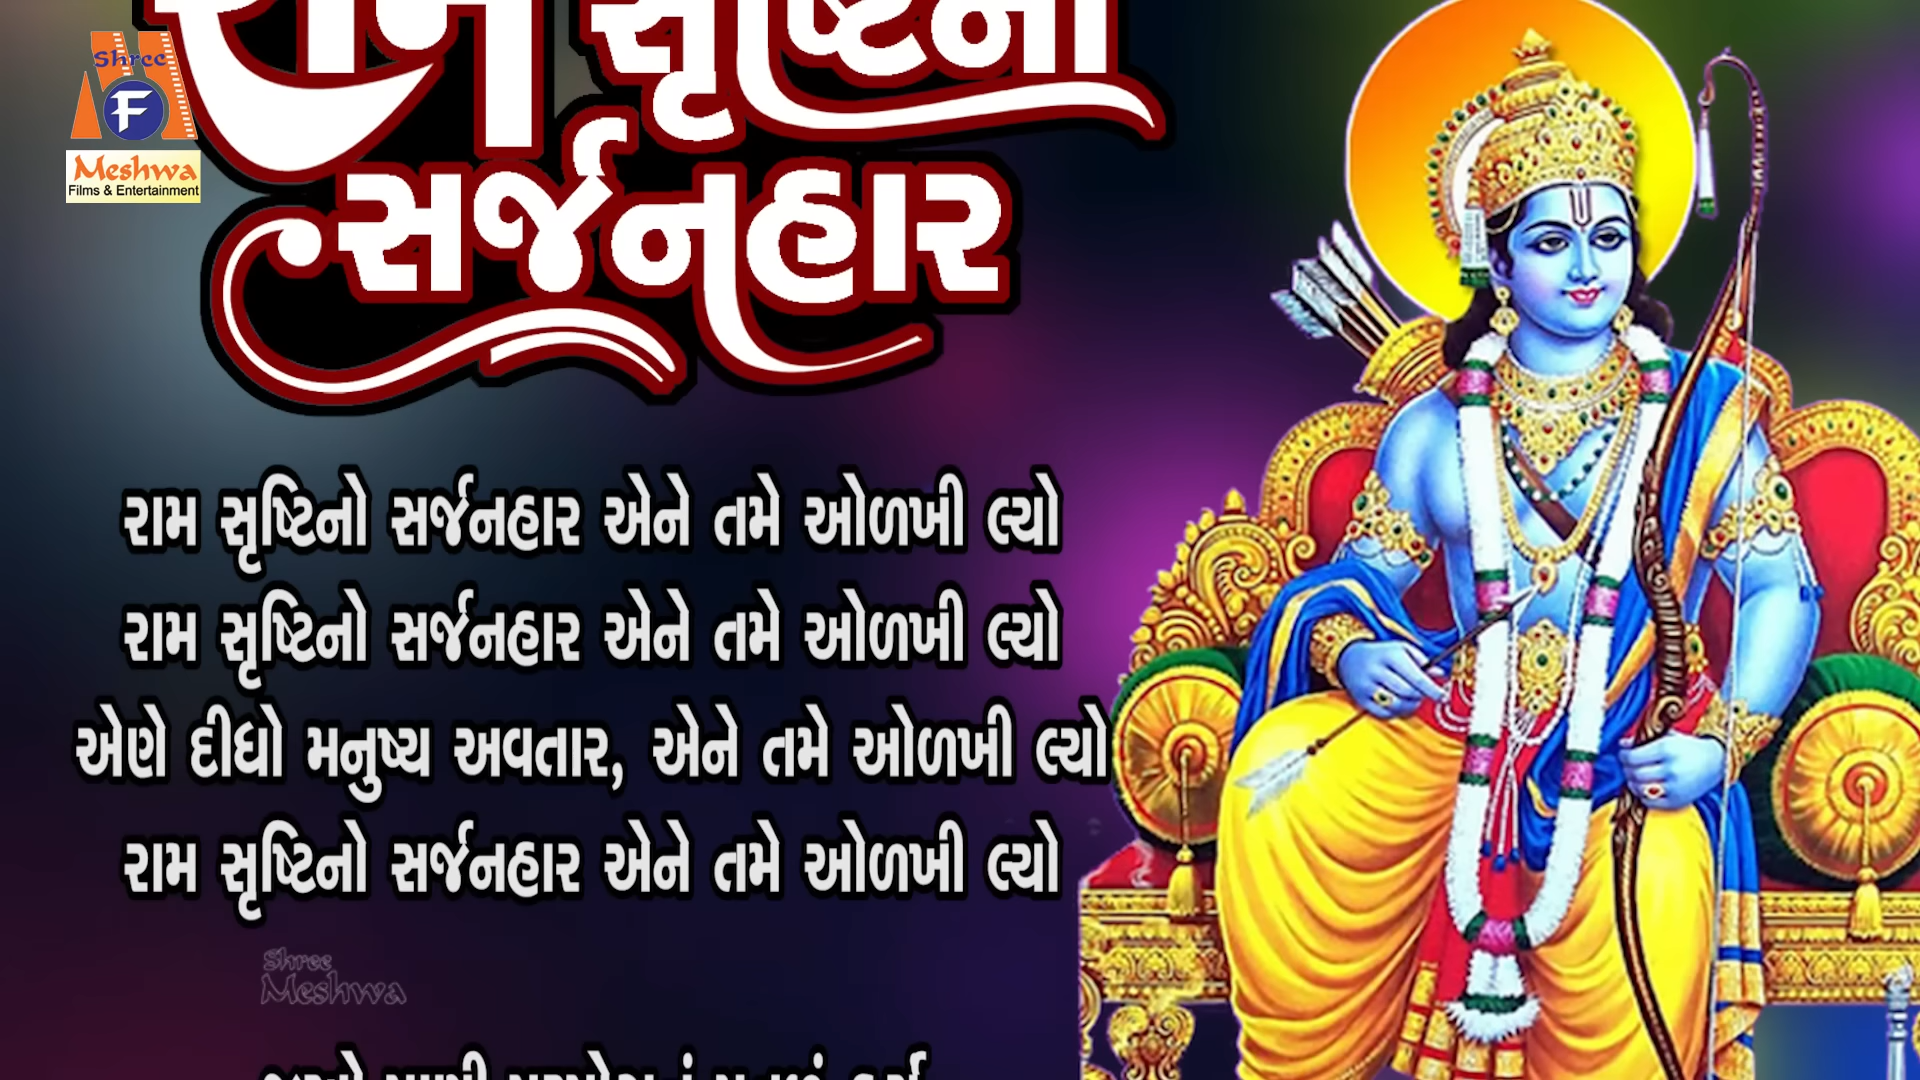 રામ સૃષ્ટિનો
સર્જનહાર
Shree
F
Meshwa
Films & Entertainment
રામ સૃષ્ટિનો સર્જનહાર એને તમે ઓળખી લ્યો
રામ સૃષ્ટિનો સર્જનહાર એને તમે ઓળખી લ્યો
એણે દીધો મનુષ્ય અવતાર, એને તમે ઓળખી લ્યો
રામ સૃષ્ટિનો સર્જનહાર એને તમે ઓળખી લ્યો
Shree
Meshwa